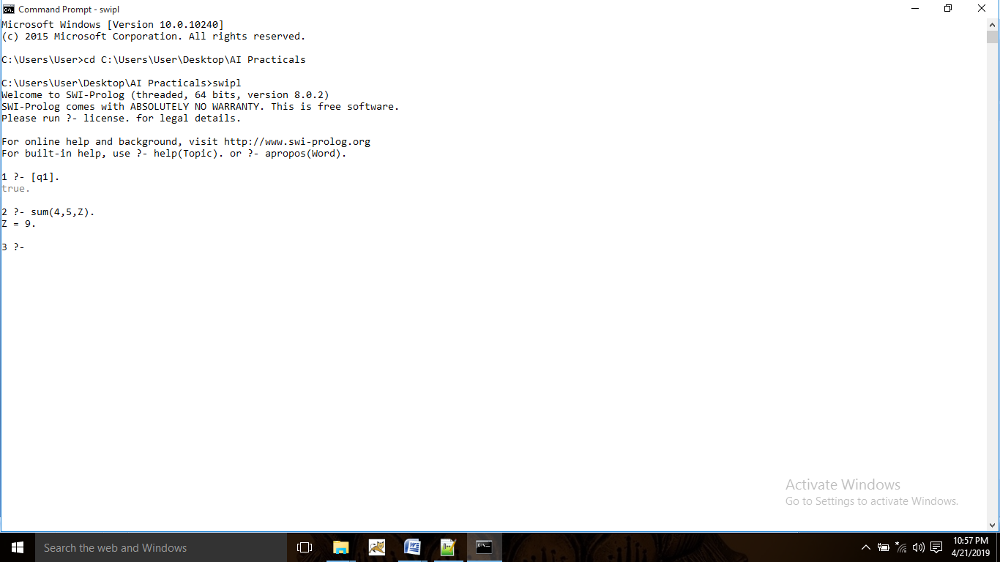 Command Prompt - swipl
Microsoft Windows [Version 10.0.10240]
(c) 2015 Microsoft Corporation. All rights reserved.
C:\Users\User>cd C:\Users\User\Desktop\AI Practicals
C:\Users\User\Desktop\AI Practicals>swipl
Welcome to SWI-Prolog (threaded, 64 bits, version 8.0.2)
SWI-Prolog comes with ABSOLUTELY NO WARRANTY. This is free software.
Please run ?- license. for legal details.
For online help and background, visit http://www.swi-prolog.org
For built-in help, use ?- help(Topic). or ?- apropos(Word).
1 ?- [q1].
true.
2 ?- sum(4,5,Z).
Z = 9.
3 ?-
Activate Windows
Go to Settings to activate Windows.
Search the web and Windows
10:57 PM
4/21/2019